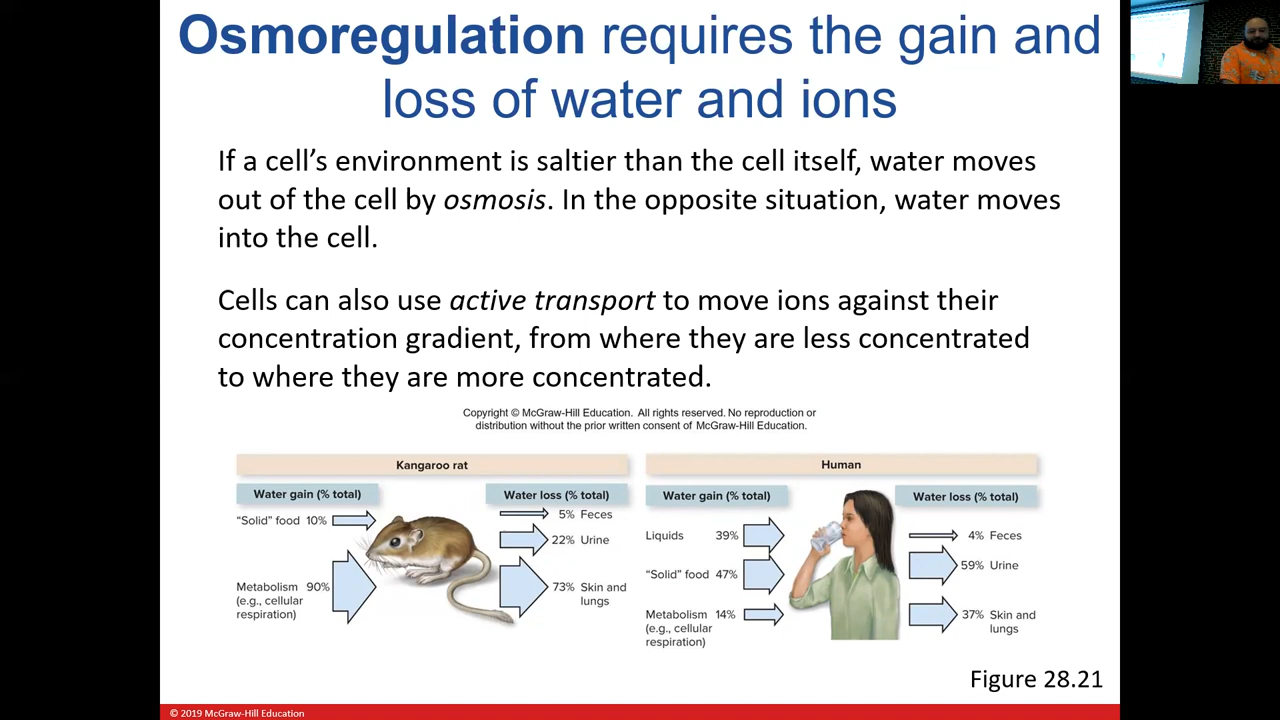 Osmoregulation requires the gain and
loss of water and ions
If a cell’s environment is saltier than the cell itself, water moves
out of the cell by osmosis. In the opposite situation, water moves
into the cell.
Cells can also use active transport to move ions against their
concentration gradient, from where they are less concentrated
to where they are more concentrated.
Copyright © McGraw-Hill Education. All rights reserved. No reproduction or
distribution without the prior written consent of McGraw-Hill Education.
Kangaroo rat
Water gain (% total)
“Solid” food 10%
Metabolism 90%
(e.g., cellular
respiration)
Water loss (% total)
5% Feces
22% Urine
73% Skin and
lungs
Human
Water gain (% total)
Liquids 39%
“Solid” food 47%
Metabolism 14%
(e.g., cellular
respiration)
Water loss (% total)
4% Feces
59% Urine
37% Skin and
lungs
Figure 28.21
© 2019 McGraw-Hill Education